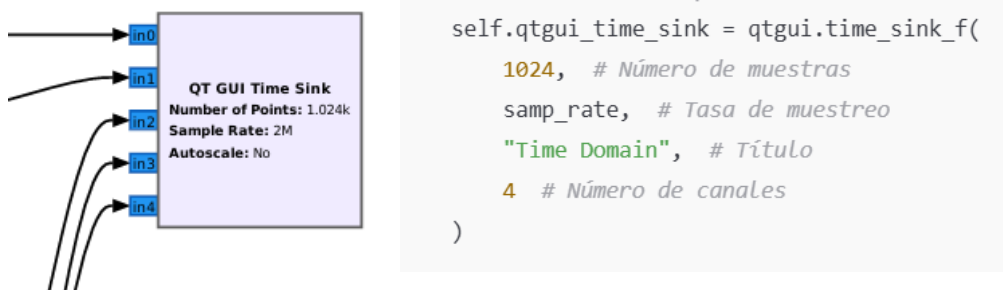 in0
in1
in2
in3
in4
QT GUI Time Sink
Number of Points: 1.024k
Sample Rate: 2M
Autoscale: No
self.qtgui_time_sink = qtgui.time_sink_f(
1024,  # Número de muestras
samp_rate,  # Tasa de muestreo
"Time Domain",  # Título
4  # Número de canales
)